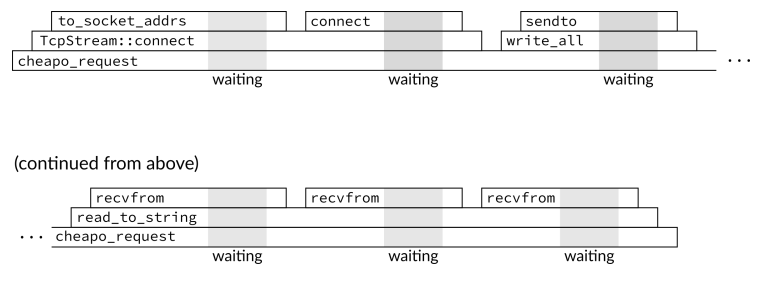 to_socket_addrs connect sendto
TcpStream::connect write_all
cheapo_request ...
waiting waiting waiting
(continued from above)
recvfrom recvfrom recvfrom
read_to_string
... cheapo_request
waiting waiting waiting